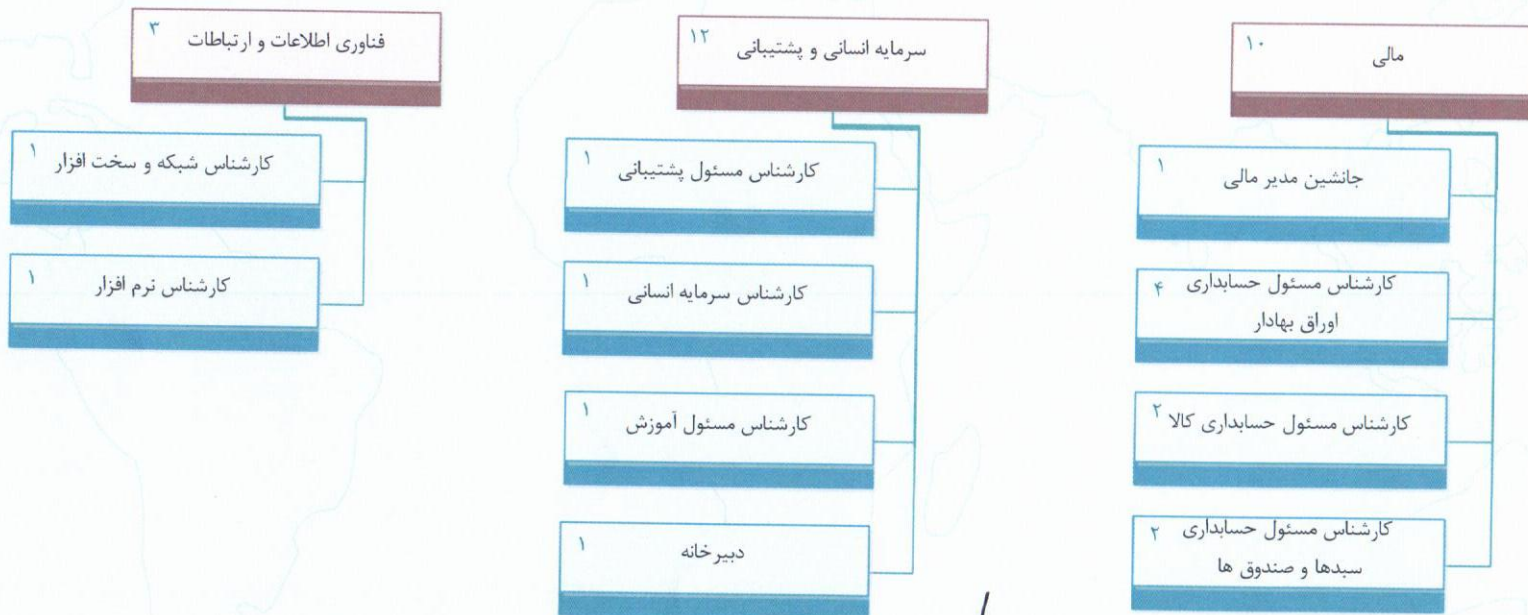 مالی
۱۰
جانشین مدیر مالی
۱
کارشناس مسئول حسابداری
اوراق بهادار
۴
کارشناس مسئول حسابداری کالا
۲
کارشناس مسئول حسابداری
سبدها و صندوق ها
۲
سرمایه انسانی و پشتیبانی
۱۲
کارشناس مسئول پشتیبانی
۱
کارشناس سرمایه انسانی
۱
کارشناس مسئول آموزش
۱
دبیرخانه
۱
فناوری اطلاعات و ارتباطات
۳
کارشناس شبکه و سخت افزار
۱
کارشناس نرم افزار
۱